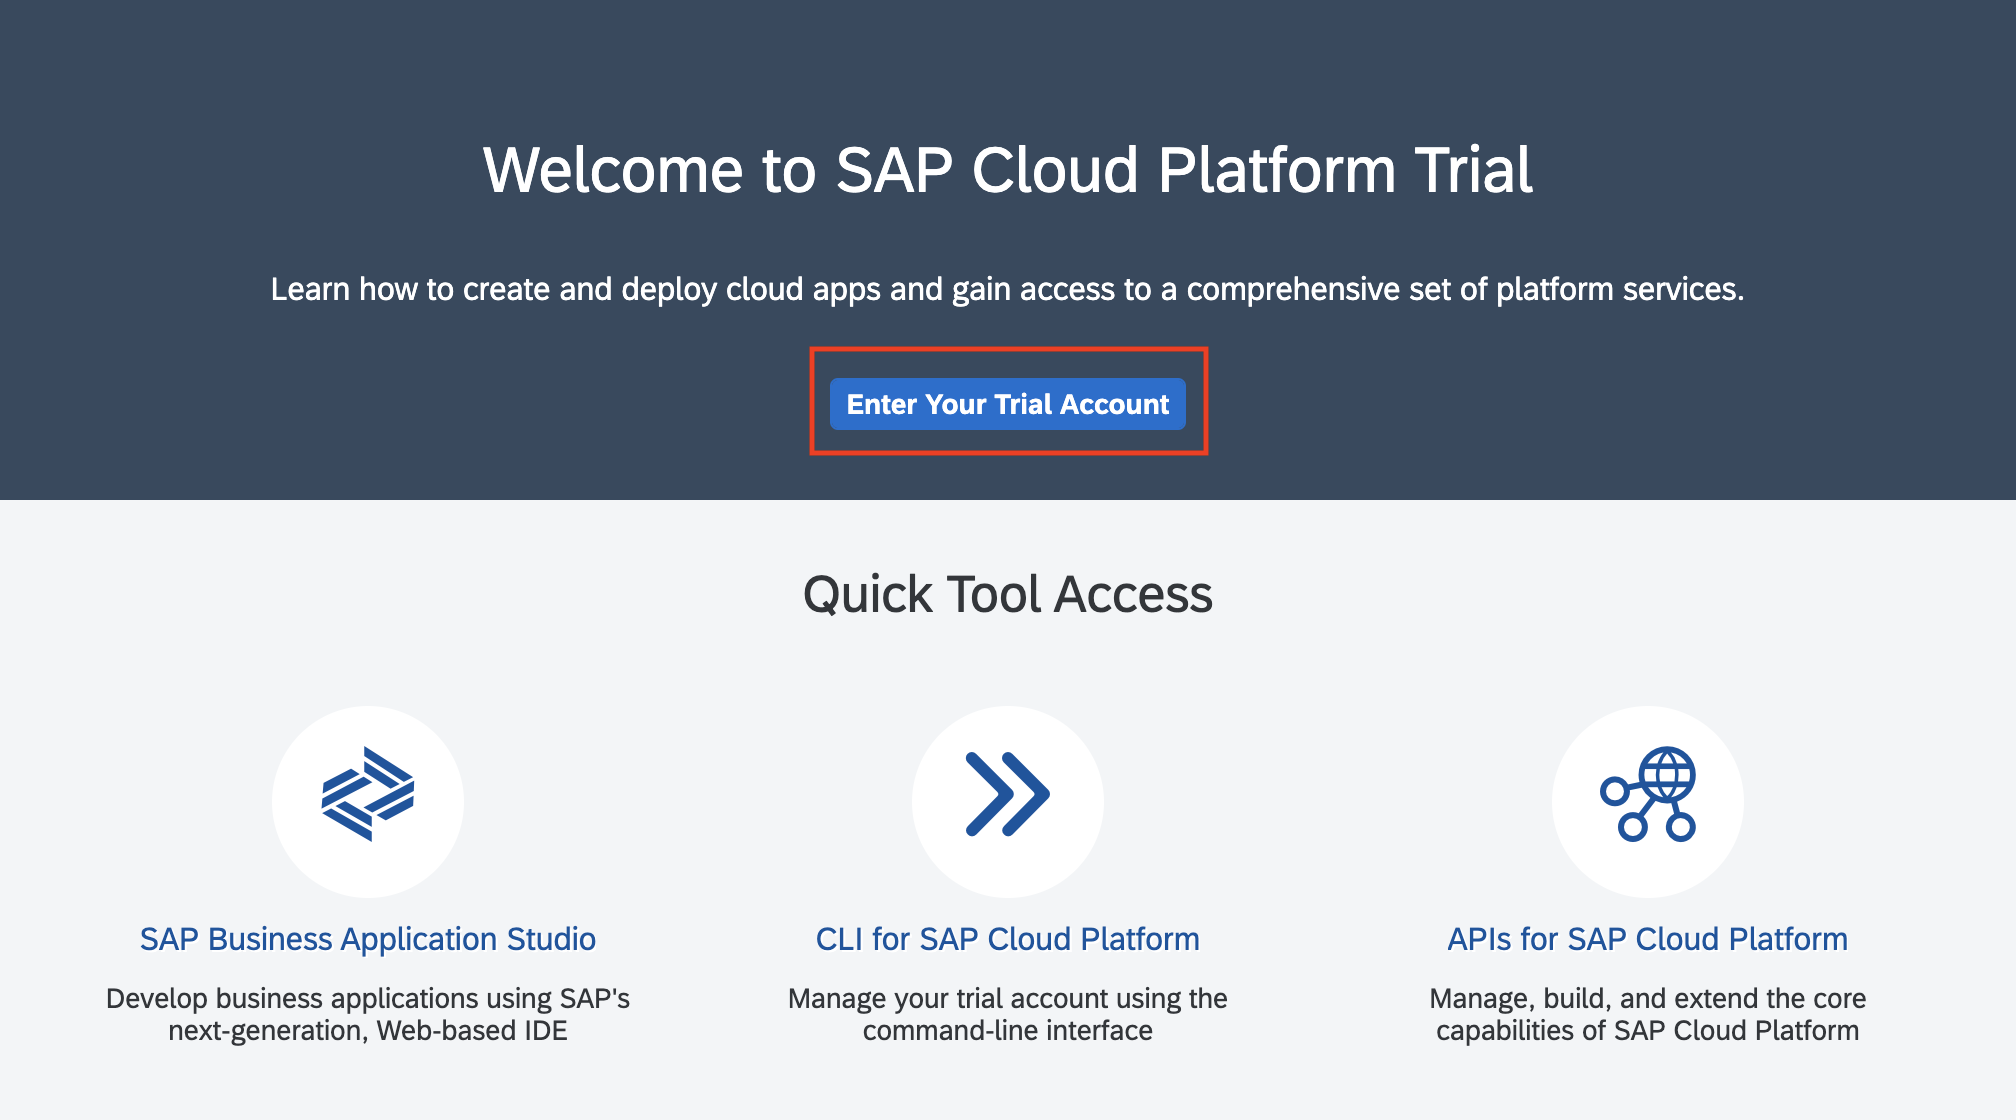 Welcome to SAP Cloud Platform Trial
Learn how to create and deploy cloud apps and gain access to a comprehensive set of platform services.
Enter Your Trial Account
Quick Tool Access
SAP Business Application Studio
Develop business applications using SAP's
next-generation, Web-based IDE
CLI for SAP Cloud Platform
Manage your trial account using the
command-line interface
APIs for SAP Cloud Platform
Manage, build, and extend the core
capabilities of SAP Cloud Platform